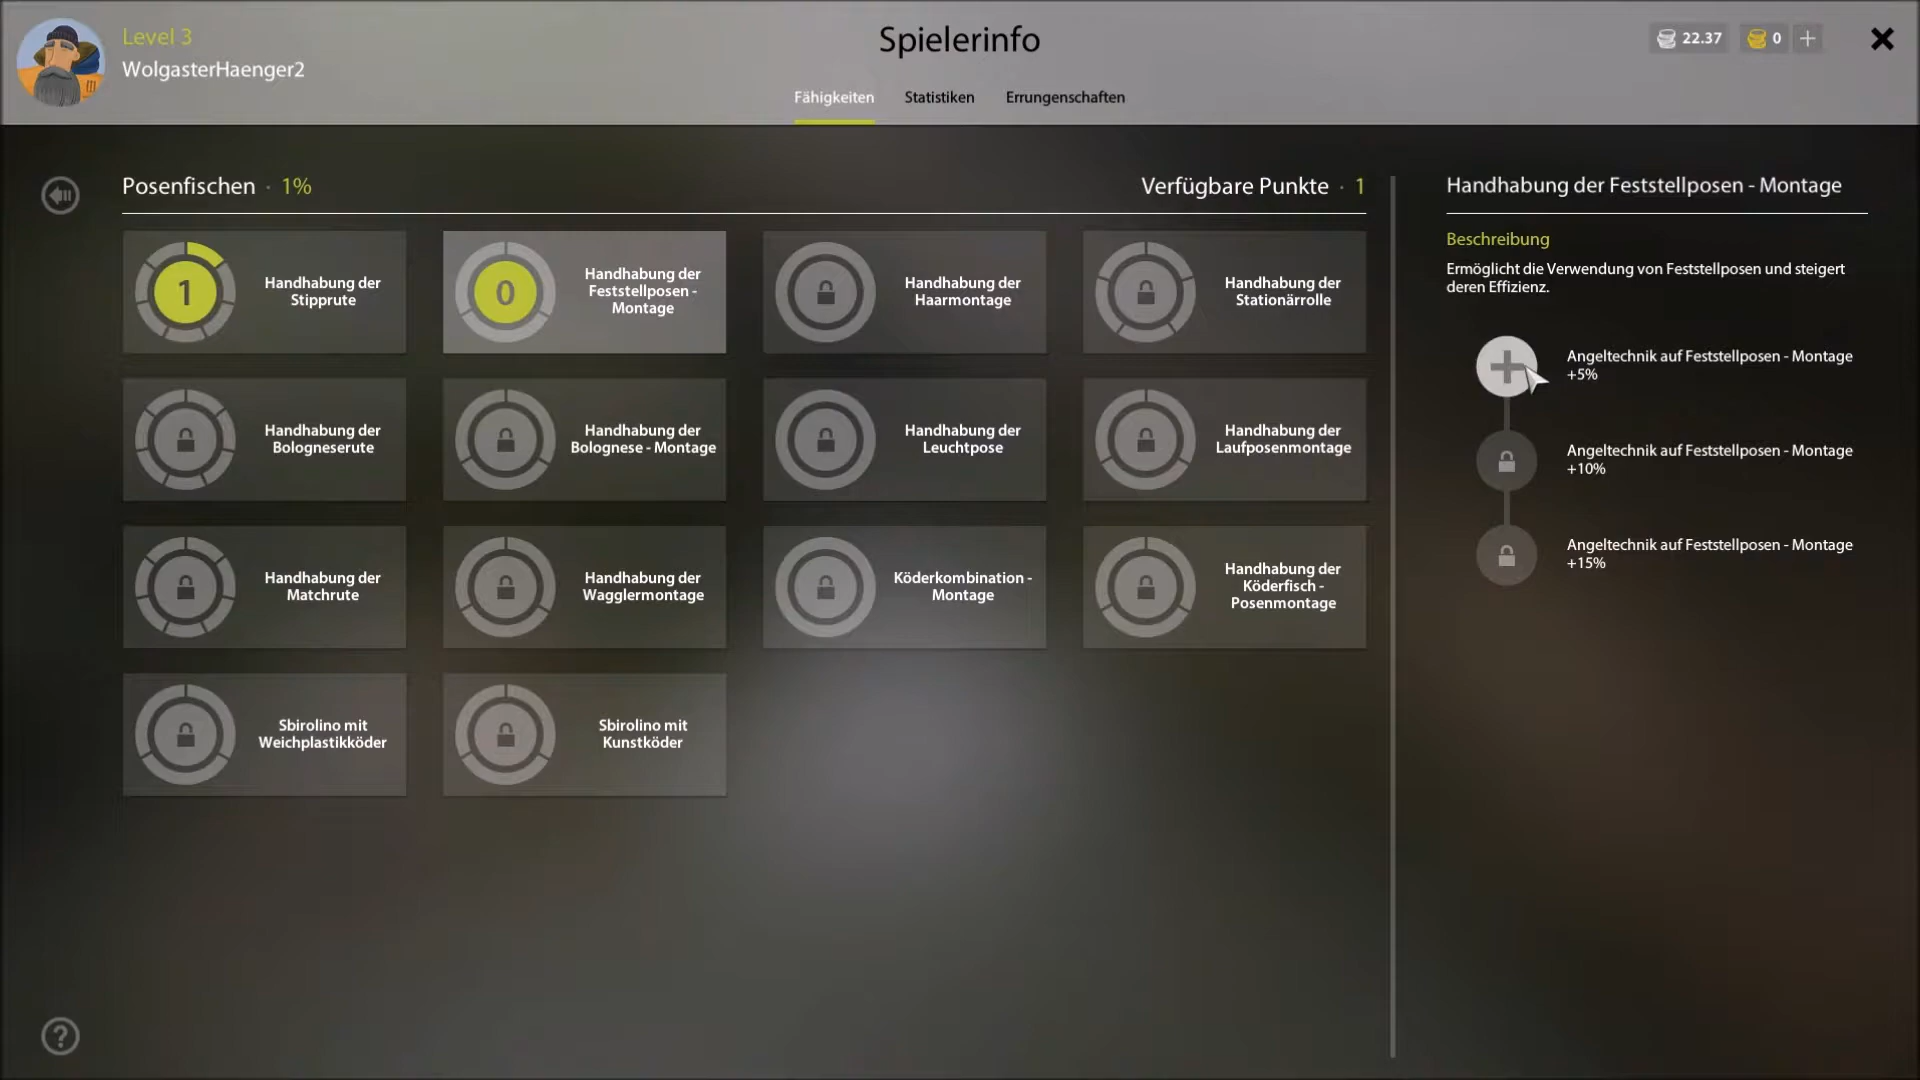 Level 3
WolgasterHaenger2
Spielerinfo
22.37
0
Fähigkeiten
Statistiken
Errungenschaften
Posenfischen · 1%
Verfügbare Punkte · 1
1
Handhabung der
Stipprute
0
Handhabung der
Feststellposen -
Montage
Handhabung der
Haarmontage
Handhabung der
Stationärrolle
Handhabung der
Bologneserute
Handhabung der
Bolognese - Montage
Handhabung der
Leuchtpose
Handhabung der
Laufposenmontage
Handhabung der
Matchrute
Handhabung der
Wagglermontage
Köderkombination -
Montage
Handhabung der
Köderfisch -
Posenmontage
Sbirolino mit
Weichplastikköder
Sbirolino mit
Kunstköder
Handhabung der Feststellposen - Montage
Beschreibung
Ermöglicht die Verwendung von Feststellposen und steigert
deren Effizienz.
Angeltechnik auf Feststellposen - Montage
+5%
Angeltechnik auf Feststellposen - Montage
+10%
Angeltechnik auf Feststellposen - Montage
+15%
?